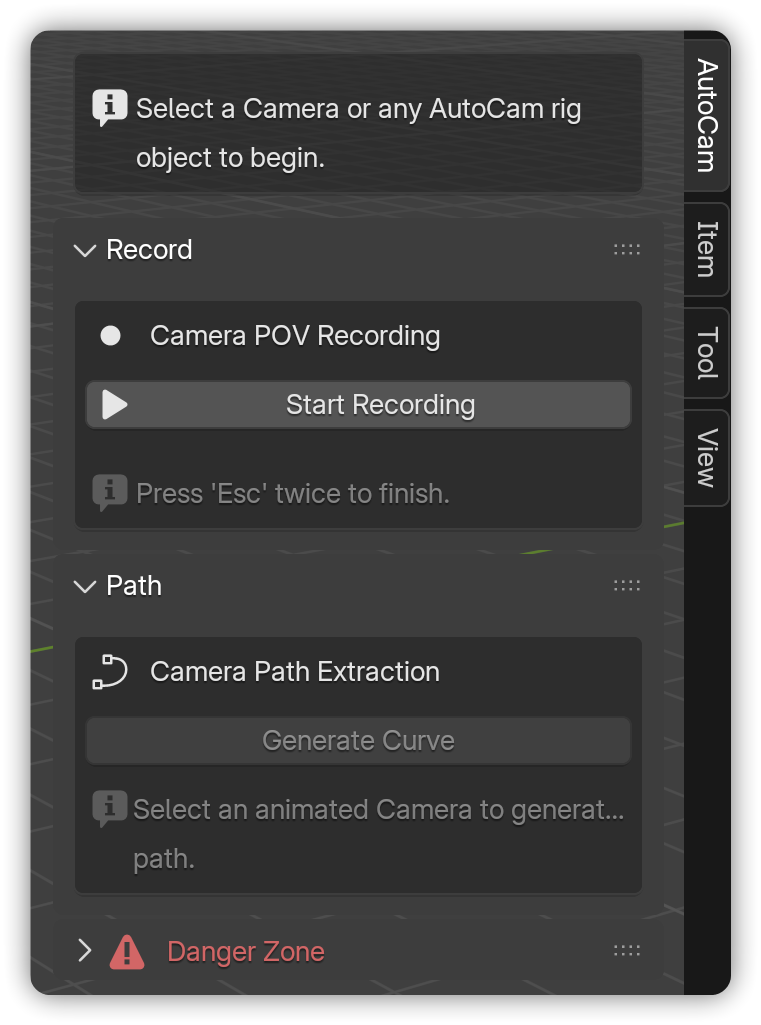 Select a Camera or any AutoCam rig
object to begin.
Record
Camera POV Recording
Start Recording
Press 'Esc' twice to finish.
Path
Camera Path Extraction
Generate Curve
Select an animated Camera to generat...
path.
Danger Zone
AutoCam
Item
Tool
View